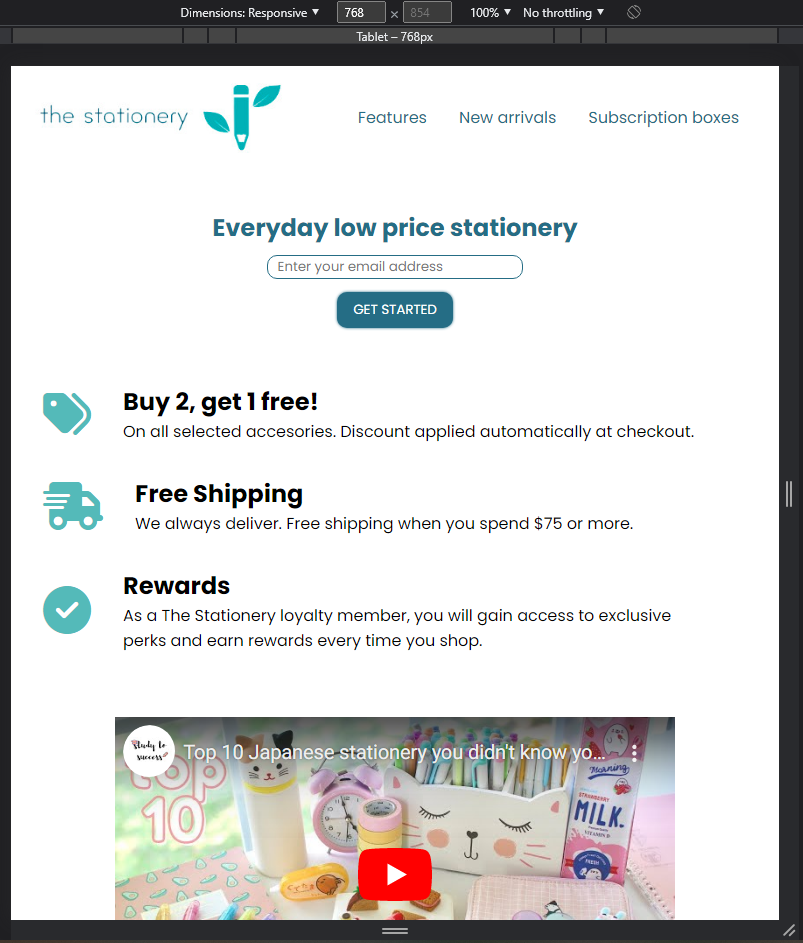 Dimensions: Responsive ▼ 768 × 854 100% ▼ No throttling ▼
Tablet – 768px
the stationery
Features New arrivals Subscription boxes
Everyday low price stationery
Enter your email address
GET STARTED
Buy 2, get 1 free!
On all selected accesories. Discount applied automatically at checkout.
Free Shipping
We always deliver. Free shipping when you spend $75 or more.
Rewards
As a The Stationery loyalty member, you will gain access to exclusive
perks and earn rewards every time you shop.
study to
success
Top 10 Japanese stationery you didn't know yo...
Top
10
Morning
STRAWBERRY
MILK.
VITAMIN B
FRESH